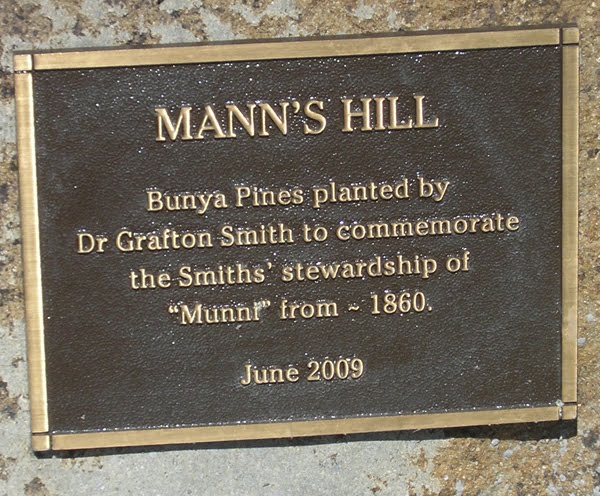 MANN'S HILL
Bunya Pines planted by
Dr Grafton Smith to commemorate
the Smiths' stewardship of
"Munni" from ~ 1860.
June 2009